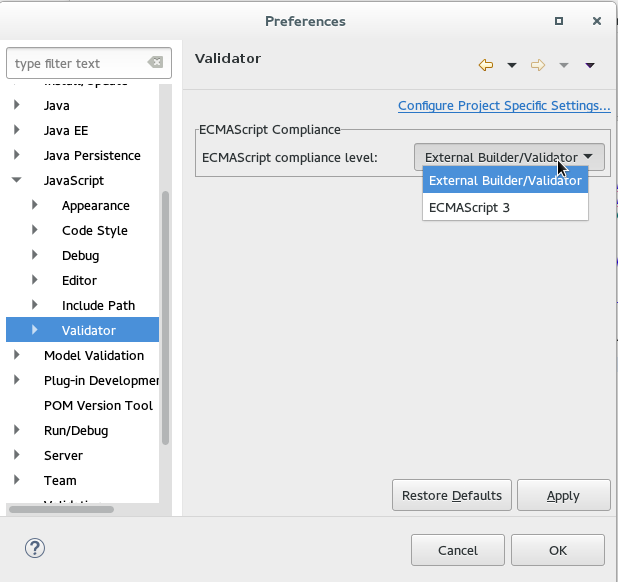 Preferences
type filter text
Install/Update
Java
Java EE
Java Persistence
JavaScript
Appearance
Code Style
Debug
Editor
Include Path
Validator
Model Validation
Plug-in Developmen
POM Version Tool
Run/Debug
Server
Team
Validator
Configure Project Specific Settings...
ECMAScript Compliance
ECMAScript compliance level:
External Builder/Validator
External Builder/Validator
ECMAScript 3
Restore Defaults
Apply
?
Cancel
OK